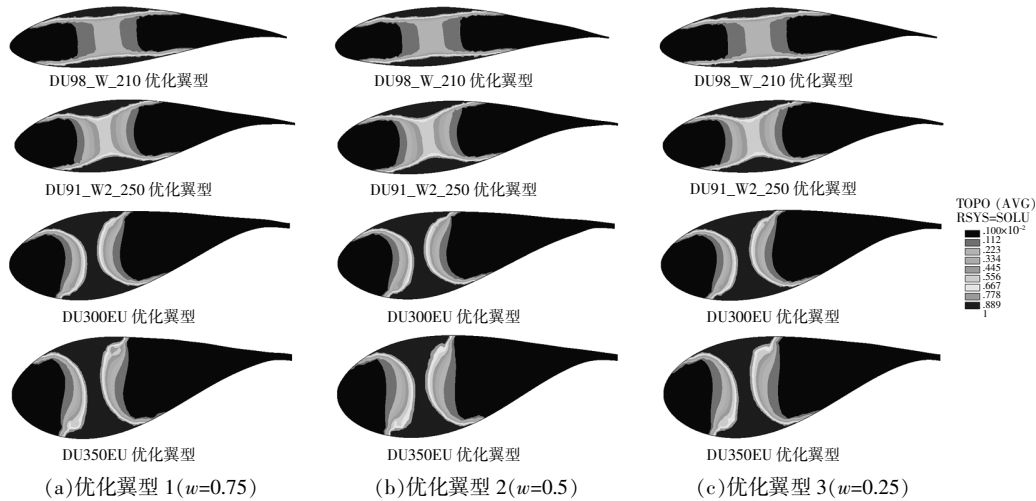 DU98_W_210 优化翼型
DU98_W_210 优化翼型
DU98_W_210 优化翼型
DU91_W2_250 优化翼型
DU91_W2_250 优化翼型
DU91_W2_250 优化翼型
DU300EU 优化翼型
DU300EU 优化翼型
DU300EU 优化翼型
DU350EU 优化翼型
DU350EU 优化翼型
DU350EU 优化翼型
(a)优化翼型 1(w=0.75)
(b)优化翼型 2(w=0.5)
(c)优化翼型 3(w=0.25)
TOPO (AVG)
RSYS=SOLU
.100×10⁻²
.112
.223
.334
.445
.556
.667
.778
.889
1